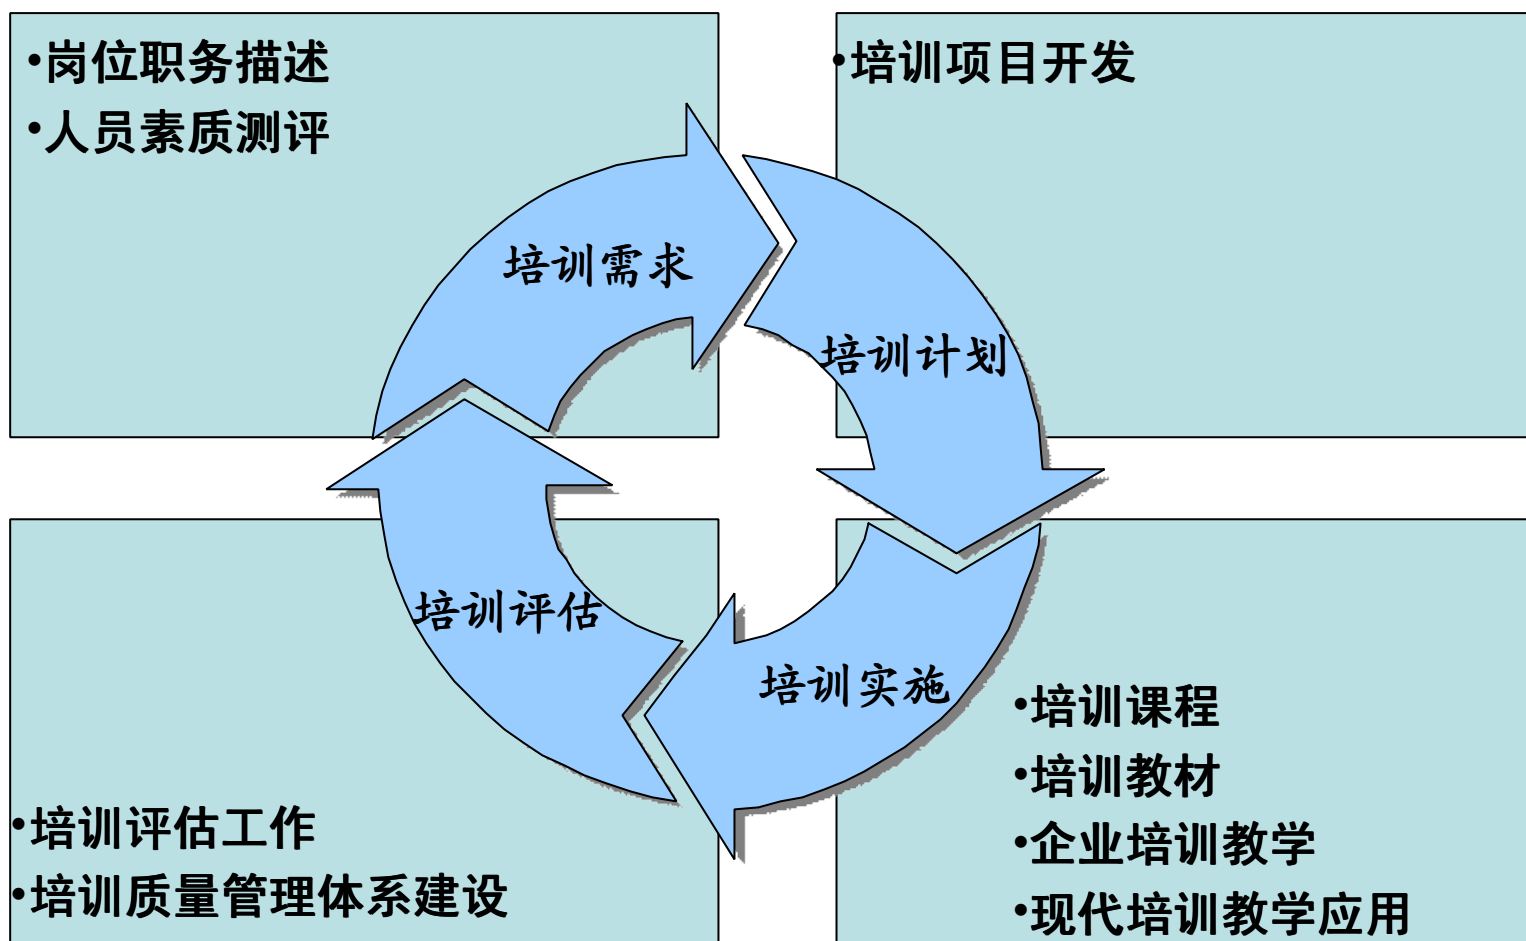 •岗位职务描述
•人员素质测评
•培训项目开发
培训需求
培训计划
培训评估
培训实施
•培训课程
•培训教材
•企业培训教学
•现代培训教学应用
•培训评估工作
•培训质量管理体系建设